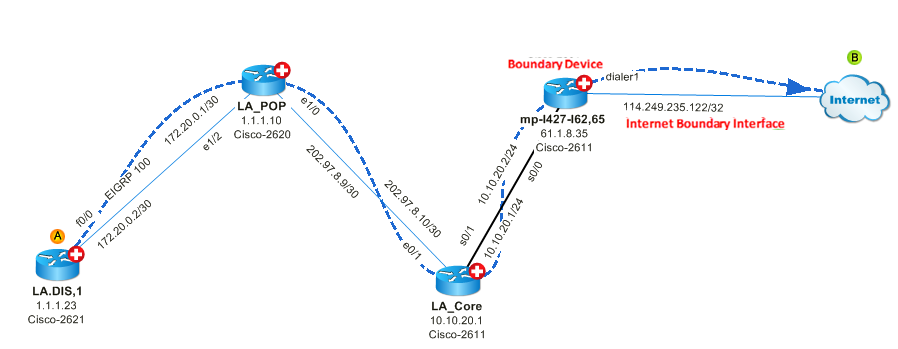 B
Boundary Device
dialer1
Internet
114.249.235.122/32
Internet Boundary Interface
mp-l427-l62,65
61.1.8.35
Cisco-2611
LA_POP
1.1.1.10
Cisco-2620
e1/0
172.20.0.1/30
e1/2
EIGRP 100
f0/0
172.20.0.2/30
202.97.8.9/30
202.97.8.10/30
e0/1
10.10.20.2/24
s0/0
s0/1
10.10.20.1/24
A
LA.DIS,1
1.1.1.23
Cisco-2621
LA_Core
10.10.20.1
Cisco-2611